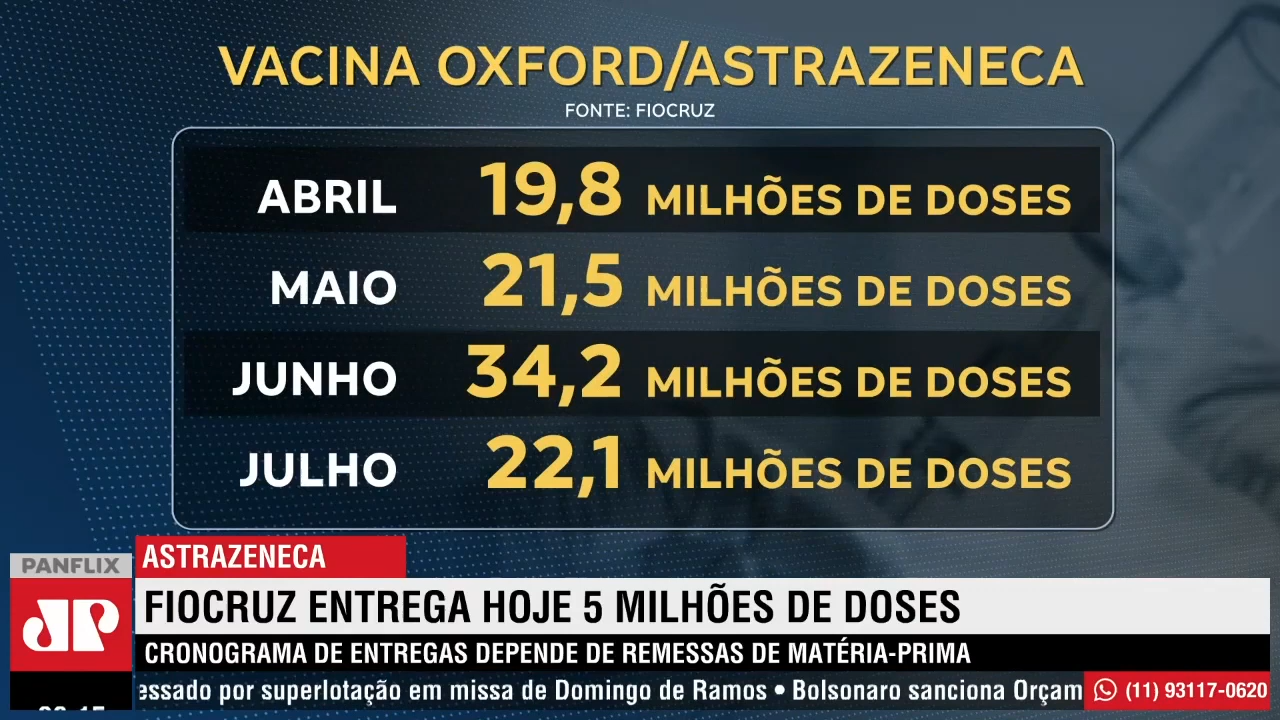 VACINA OXFORD/ASTRAZENECA
FONTE: FIOCRUZ
ABRIL 19,8 MILHÕES DE DOSES
MAIO 21,5 MILHÕES DE DOSES
JUNHO 34,2 MILHÕES DE DOSES
JULHO 22,1 MILHÕES DE DOSES
PANFLIX
JP
ASTRAZENECA
FIOCRUZ ENTREGA HOJE 5 MILHÕES DE DOSES
CRONOGRAMA DE ENTREGAS DEPENDE DE REMESSAS DE MATÉRIA-PRIMA
essado por superlotação em missa de Domingo de Ramos • Bolsonaro sanciona Orçam
(11) 93117-0620